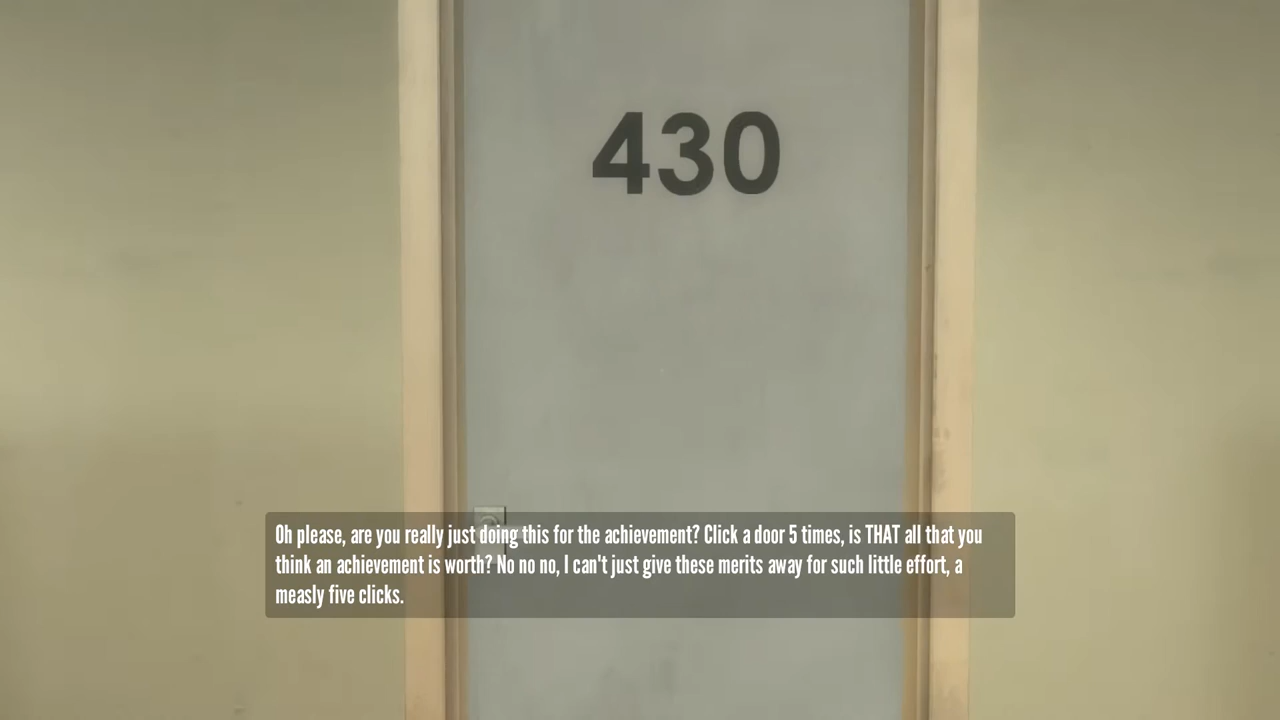 430
Oh please, are you really just doing this for the achievement? Click a door 5 times, is THAT all that you
think an achievement is worth? No no no, I can't just give these merits away for such little effort, a
measly five clicks.